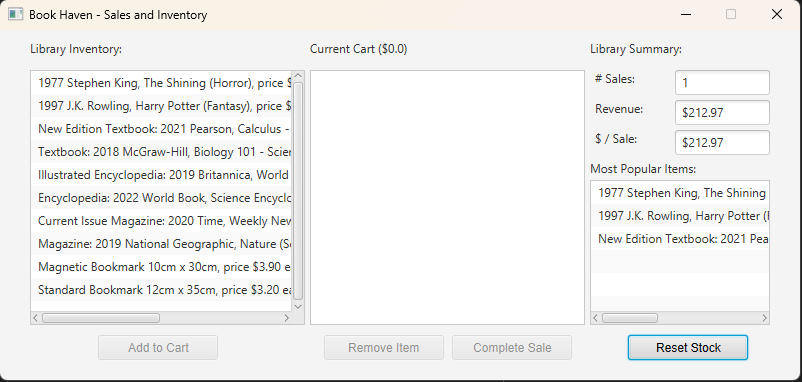 Book Haven - Sales and Inventory
Library Inventory:
1977 Stephen King, The Shining (Horror), price $
1997 J.K. Rowling, Harry Potter (Fantasy), price $
New Edition Textbook: 2021 Pearson, Calculus -
Textbook: 2018 McGraw-Hill, Biology 101 - Scien
Illustrated Encyclopedia: 2019 Britannica, World
Encyclopedia: 2022 World Book, Science Encyclo
Current Issue Magazine: 2020 Time, Weekly New
Magazine: 2019 National Geographic, Nature (So
Magnetic Bookmark 10cm x 30cm, price $3.90 e
Standard Bookmark 12cm x 35cm, price $3.20 ea
Add to Cart
Current Cart ($0.0)
Remove Item
Complete Sale
Library Summary:
# Sales:
1
Revenue:
$212.97
$ / Sale:
$212.97
Most Popular Items:
1977 Stephen King, The Shining
1997 J.K. Rowling, Harry Potter (
New Edition Textbook: 2021 Pea
Reset Stock